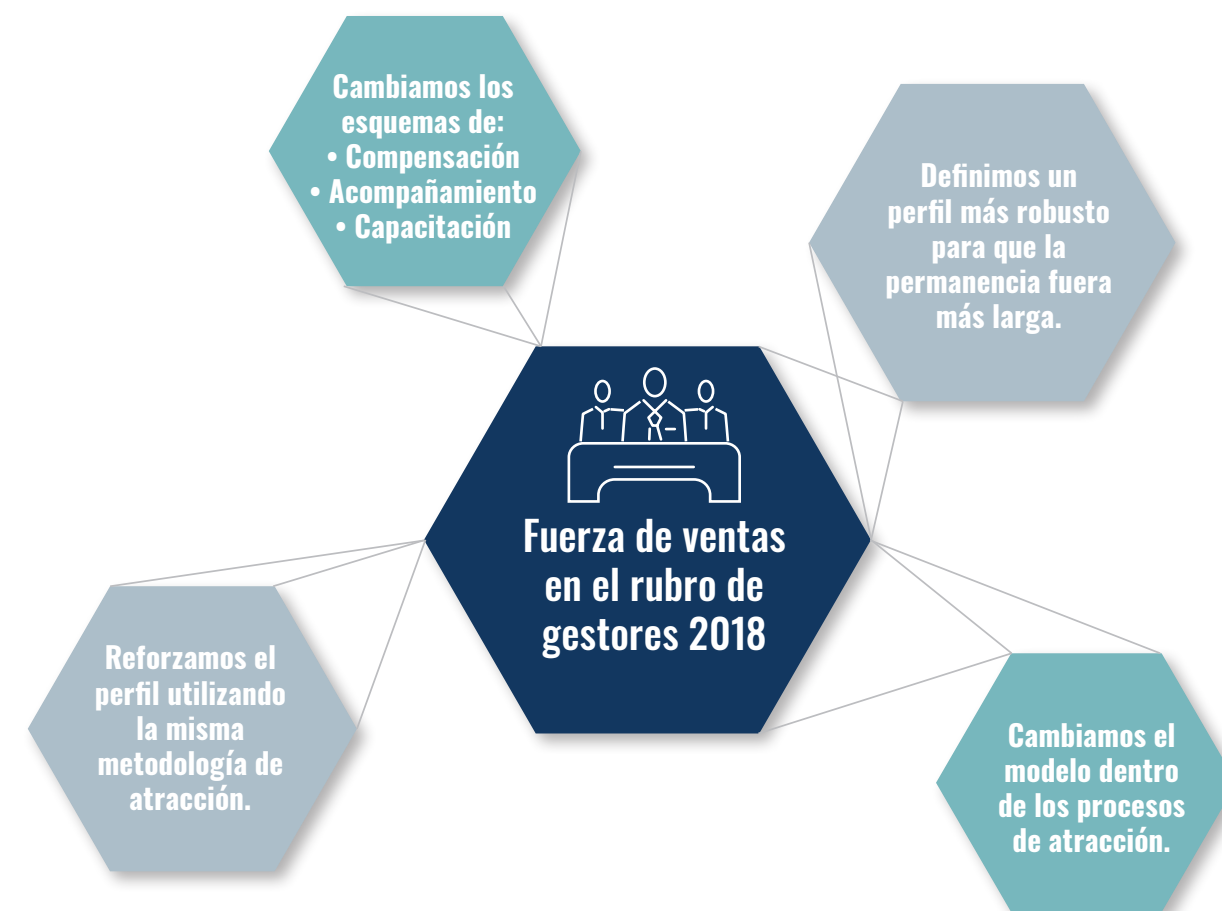 Cambiamos los
esquemas de:
• Compensación
• Acompañamiento
• Capacitación
Definimos un
perfil más robusto
para que la
permanencia fuera
más larga.
Fuerza de ventas
en el rubro de
gestores 2018
Reforzamos el
perfil utilizando
la misma
metodología de
atracción.
Cambiamos el
modelo dentro
de los procesos
de atracción.